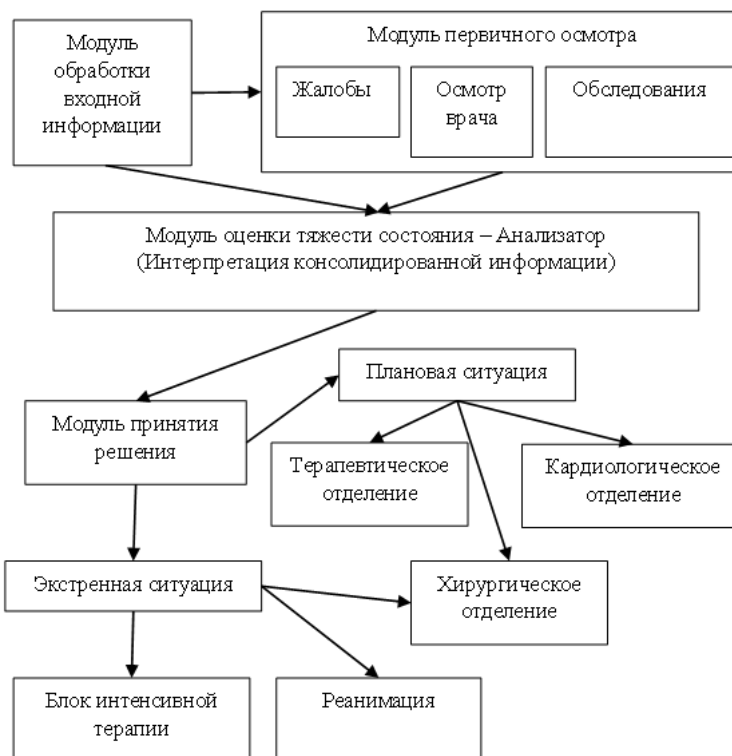 Модуль
обработки
входной
информации
Модуль первичного осмотра
Жалобы
Осмотр
врача
Обследования
Модуль оценки тяжести состояния – Анализатор
(Интерпретация консолидированной информации)
Плановая ситуация
Модуль принятия
решения
Терапевтическое
отделение
Кардиологическое
отделение
Экстренная ситуация
Хирургическое
отделение
Блок интенсивной
терапии
Реанимация